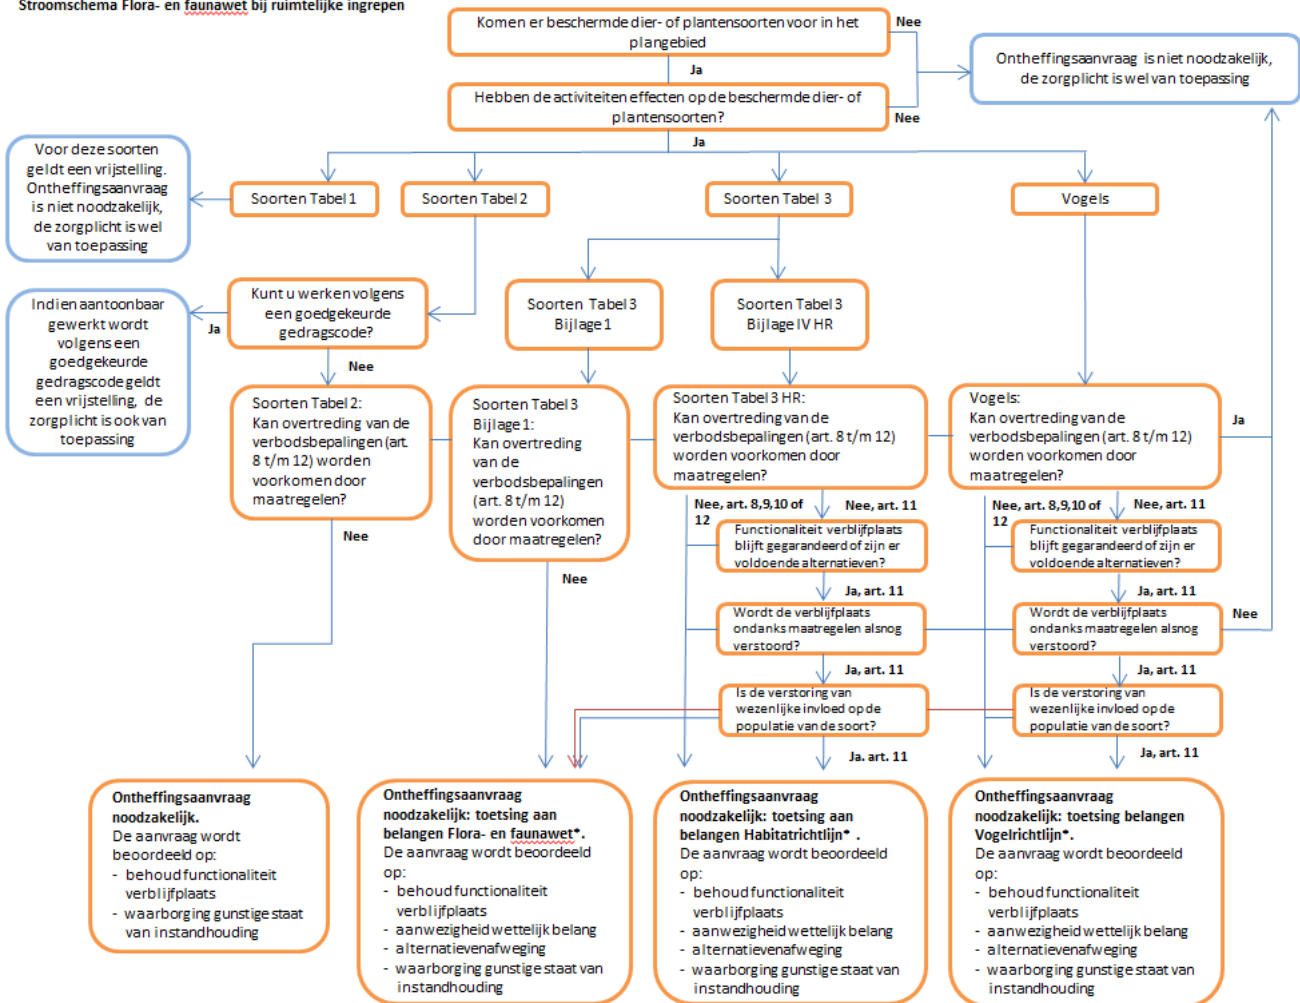 Stroomschema Flora- en faunawet bij ruimtelijke ingrepen
Komen er beschermde dier- of plantensoorten voor in het
plangebied
Nee
Ontheffingsaanvraag is niet noodzakelijk,
de zorgplicht is wel van toepassing
Ja
Hebben de activiteiten effecten op de beschermde dier- of
plantensoorten?
Nee
Ja
Voor deze soorten
geldt een vrijstelling.
Ontheffingsaanvraag
is niet noodzakelijk,
de zorgplicht is wel
van toepassing
Soorten Tabel 1
Soorten Tabel 2
Soorten Tabel 3
Vogels
Indien aantoonbaar
gewerkt wordt
volgens een
goedgekeurde
gedragscode geldt
een vrijstelling, de
zorgplicht is ook van
toepassing
Ja
Kunt u werken volgens
een goedgekeurde
gedragscode?
Nee
Soorten Tabel 3
Bijlage 1
Soorten Tabel 3
Bijlage IV HR
Soorten Tabel 2:
Kan overtreding van de
verbodsbepalingen (art.
8 t/m 12) worden
voorkomen door
maatregelen?
Nee
Soorten Tabel 3
Bijlage 1:
Kan overtreding
van de
verbodsbepalingen
(art. 8 t/m 12)
worden voorkomen
door maatregelen?
Nee
Soorten Tabel 3 HR:
Kan overtreding van de
verbodsbepalingen (art. 8 t/m 12)
worden voorkomen door
maatregelen?
Vogels:
Kan overtreding van de
verbodsbepalingen (art. 8 t/m 12)
worden voorkomen door
maatregelen?
Ja
Nee, art. 8,9,10 of
12
Nee, art. 11
Functionaliteit verblijfplaats
blijft gegarandeerd of zijn er
voldoende alternatieven?
Ja, art. 11
Wordt de verblijfplaats
ondanks maatregelen alsnog
verstoord?
Ja, art. 11
Is de verstoring van
wezenlijke invloed op de
populatie van de soort?
Ja. art. 11
Nee, art. 8,9,10 of
12
Nee, art. 11
Functionaliteit verblijfplaats
blijft gegarandeerd of zijn er
voldoende alternatieven?
Ja, art. 11
Wordt de verblijfplaats
ondanks maatregelen alsnog
verstoord?
Nee
Ja, art. 11
Is de verstoring van
wezenlijke invloed op de
populatie van de soort?
Ja, art. 11
Ontheffingsaanvraag
noodzakelijk.
De aanvraag wordt
beoordeeld op:
- behoud functionaliteit
verblijfplaats
- waarborging gunstige staat
van instandhouding
Ontheffingsaanvraag
noodzakelijk: toetsing aan
belangen Flora- en faunawet*.
De aanvraag wordt beoordeeld
op:
- behoud functionaliteit
verblijfplaats
- aanwezigheid wettelijk belang
- alternatievenafweging
- waarborging gunstige staat van
instandhouding
Ontheffingsaanvraag
noodzakelijk: toetsing aan
belangen Habitatrichtlijn* .
De aanvraag wordt beoordeeld
op:
- behoud functionaliteit
verblijfplaats
- aanwezigheid wettelijk belang
- alternatievenafweging
- waarborging gunstige staat van
instandhouding
Ontheffingsaanvraag
noodzakelijk: toetsing belangen
Vogelrichtlijn*.
De aanvraag wordt beoordeeld
op:
- behoud functionaliteit
verblijfplaats
- aanwezigheid wettelijk belang
- alternatievenafweging
- waarborging gunstige staat van
instandhouding